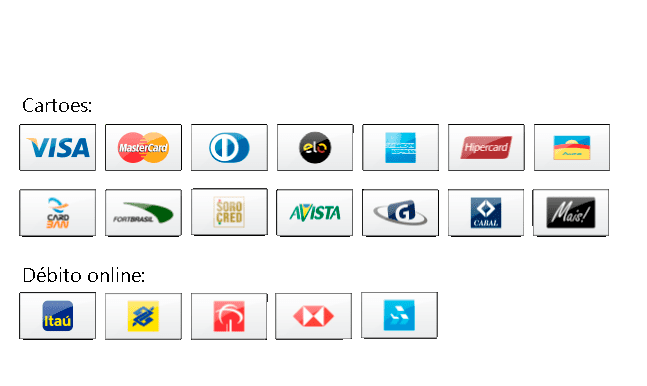 Cartoes:
VISA MasterCard elo Hipercard
CARD BAN FORTBRASIL SORO CRED AVISTA G CABAL Mais!
Débito online:
Itaú